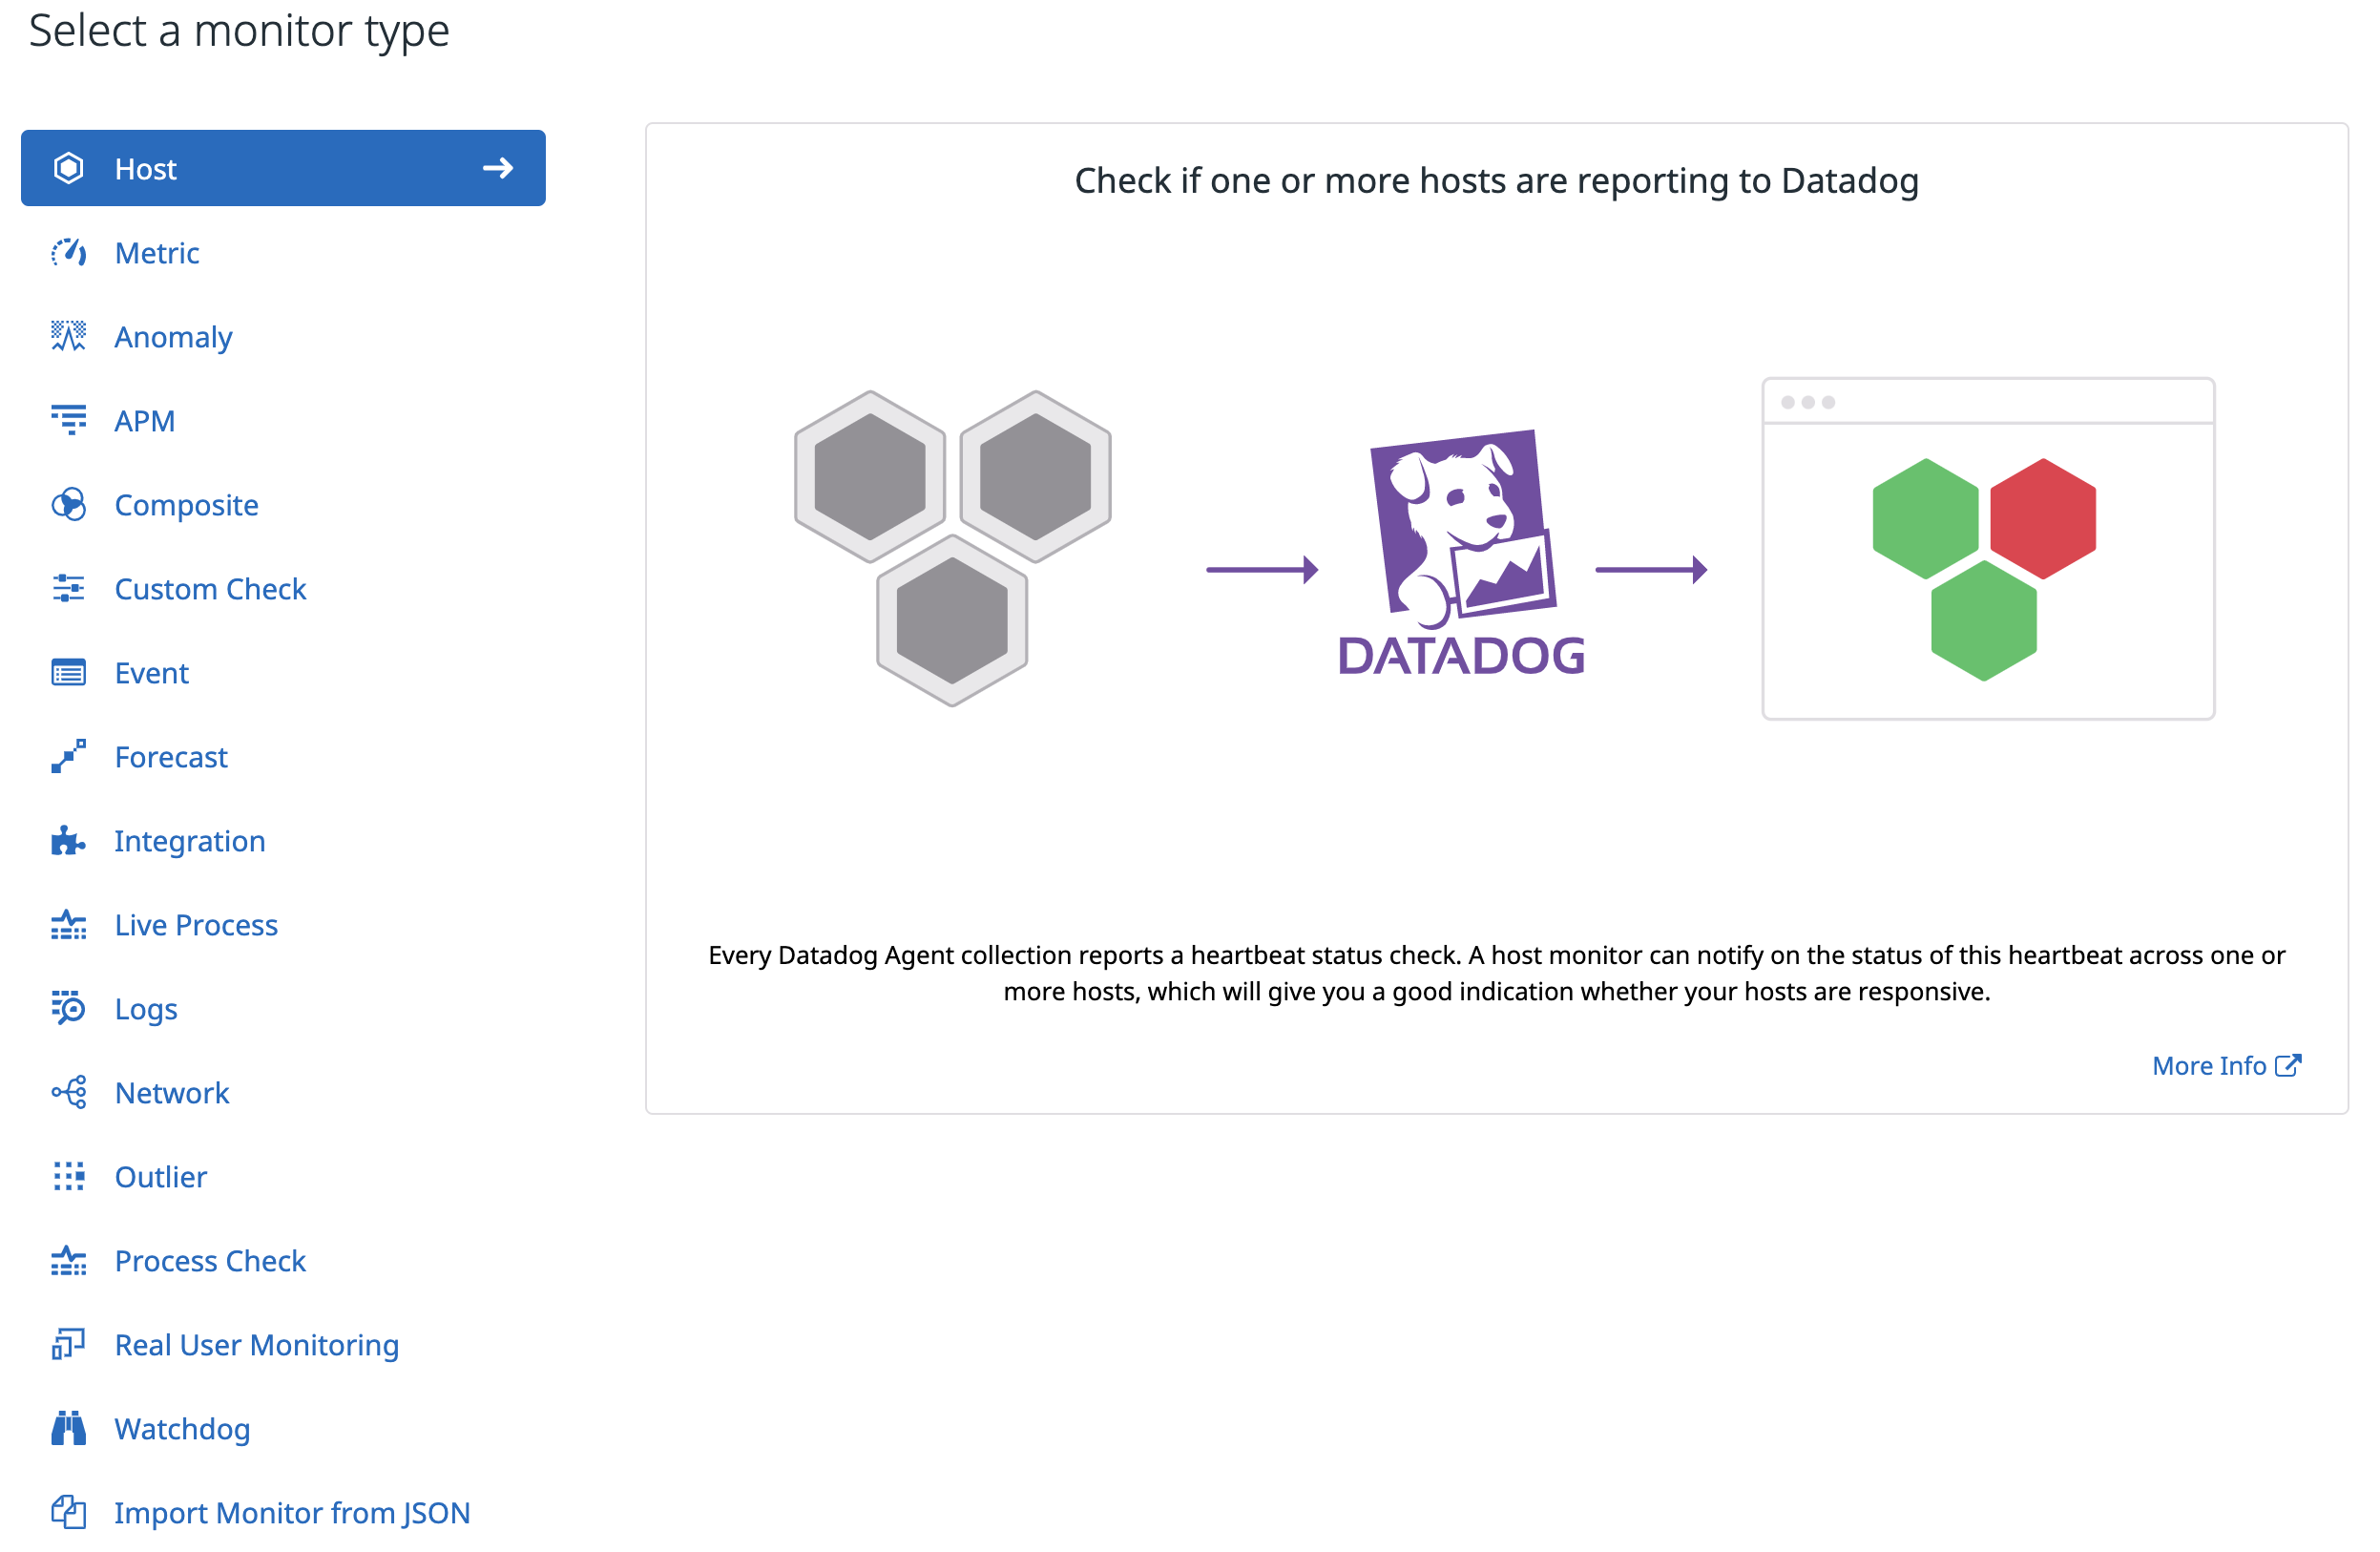 Select a monitor type
Host
Metric
Anomaly
APM
Composite
Custom Check
Event
Forecast
Integration
Live Process
Logs
Network
Outlier
Process Check
Real User Monitoring
Watchdog
Import Monitor from JSON
Check if one or more hosts are reporting to Datadog
DATADOG
Every Datadog Agent collection reports a heartbeat status check. A host monitor can notify on the status of this heartbeat across one or
more hosts, which will give you a good indication whether your hosts are responsive.
More Info